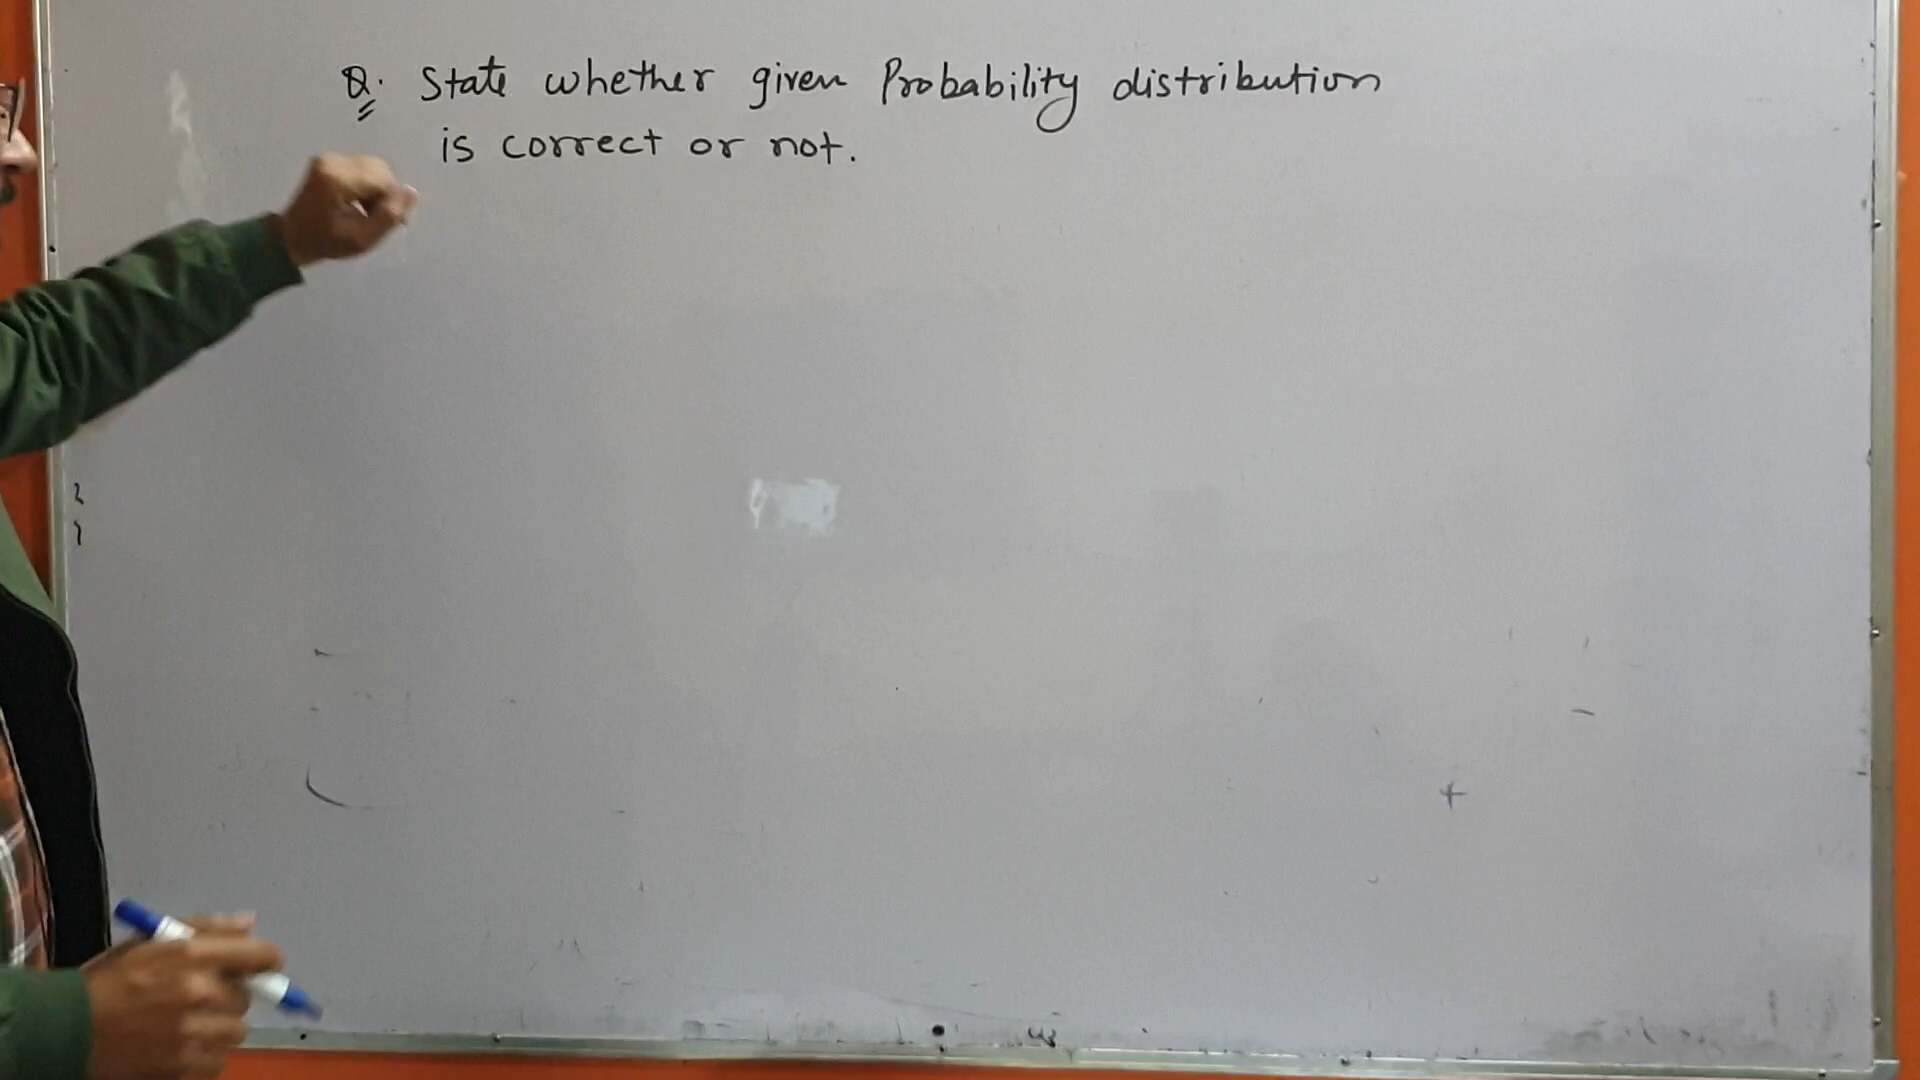 Q. State whether given Probability distribution
is correct or not.